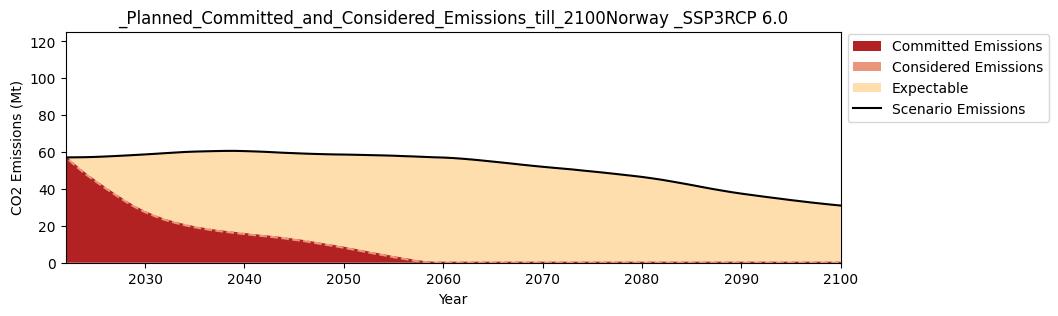 _Planned_Committed_and_Considered_Emissions_till_2100Norway _SSP3RCP 6.0
120
100
80
60
40
20
0
CO2 Emissions (Mt)
2030
2040
2050
2060
2070
2080
2090
2100
Year
Committed Emissions
Considered Emissions
Expectable
Scenario Emissions